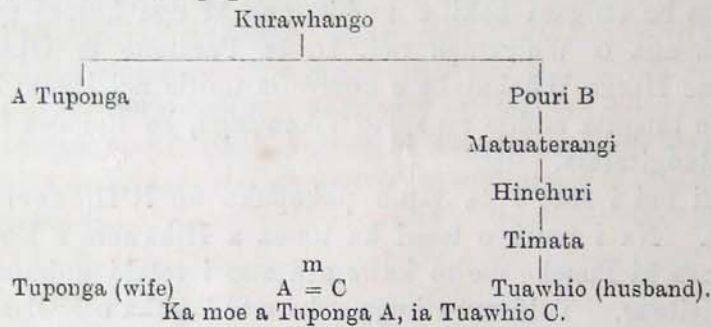 Kurawhango
A Tuponga Pouri B
Matuaterangi
Hinehuri
Timata
m
Tuponga (wife) A = C Tuawhio (husband).
Ka moe a Tuponga A, ia Tuawhio C.